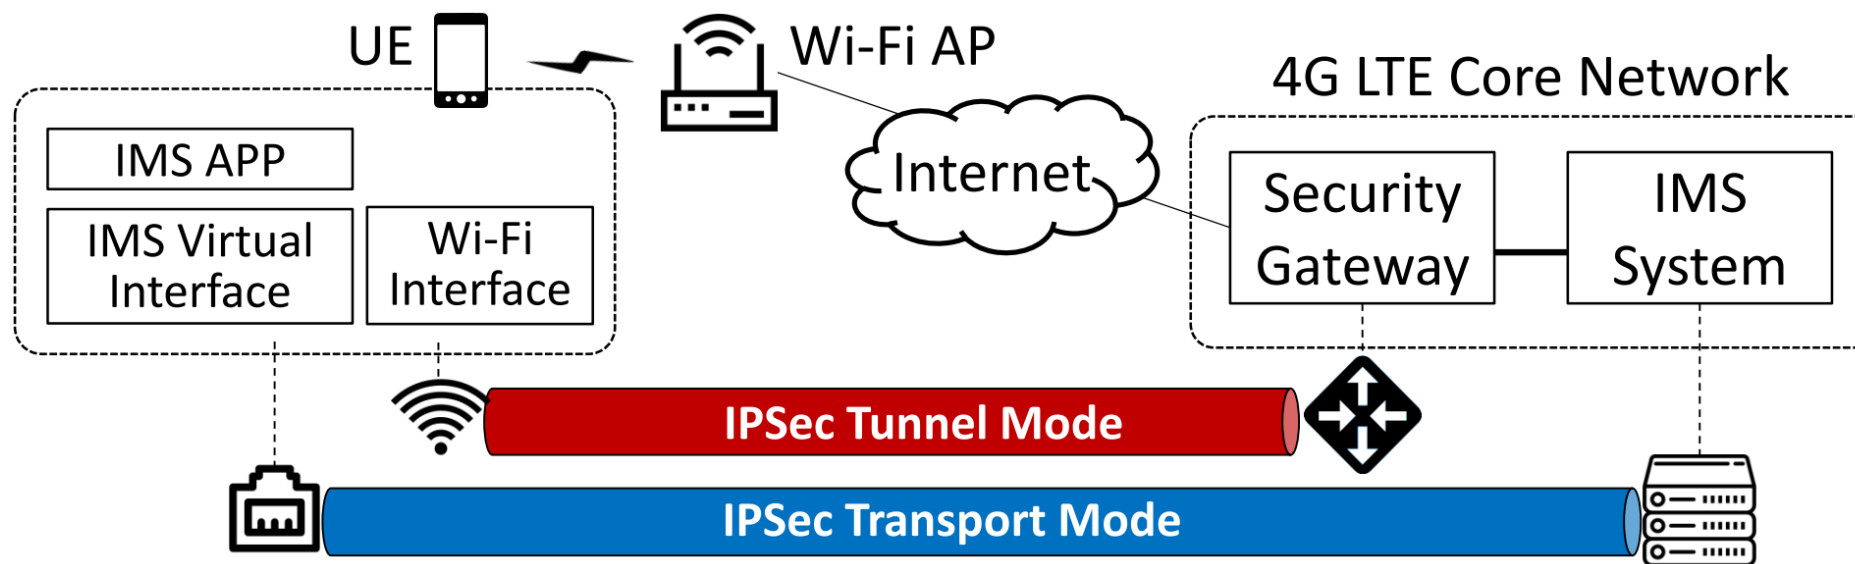 UE
Wi-Fi AP
4G LTE Core Network
IMS APP
IMS Virtual
Interface
Wi-Fi
Interface
Internet
Security
Gateway
IMS
System
IPSec Tunnel Mode
IPSec Transport Mode